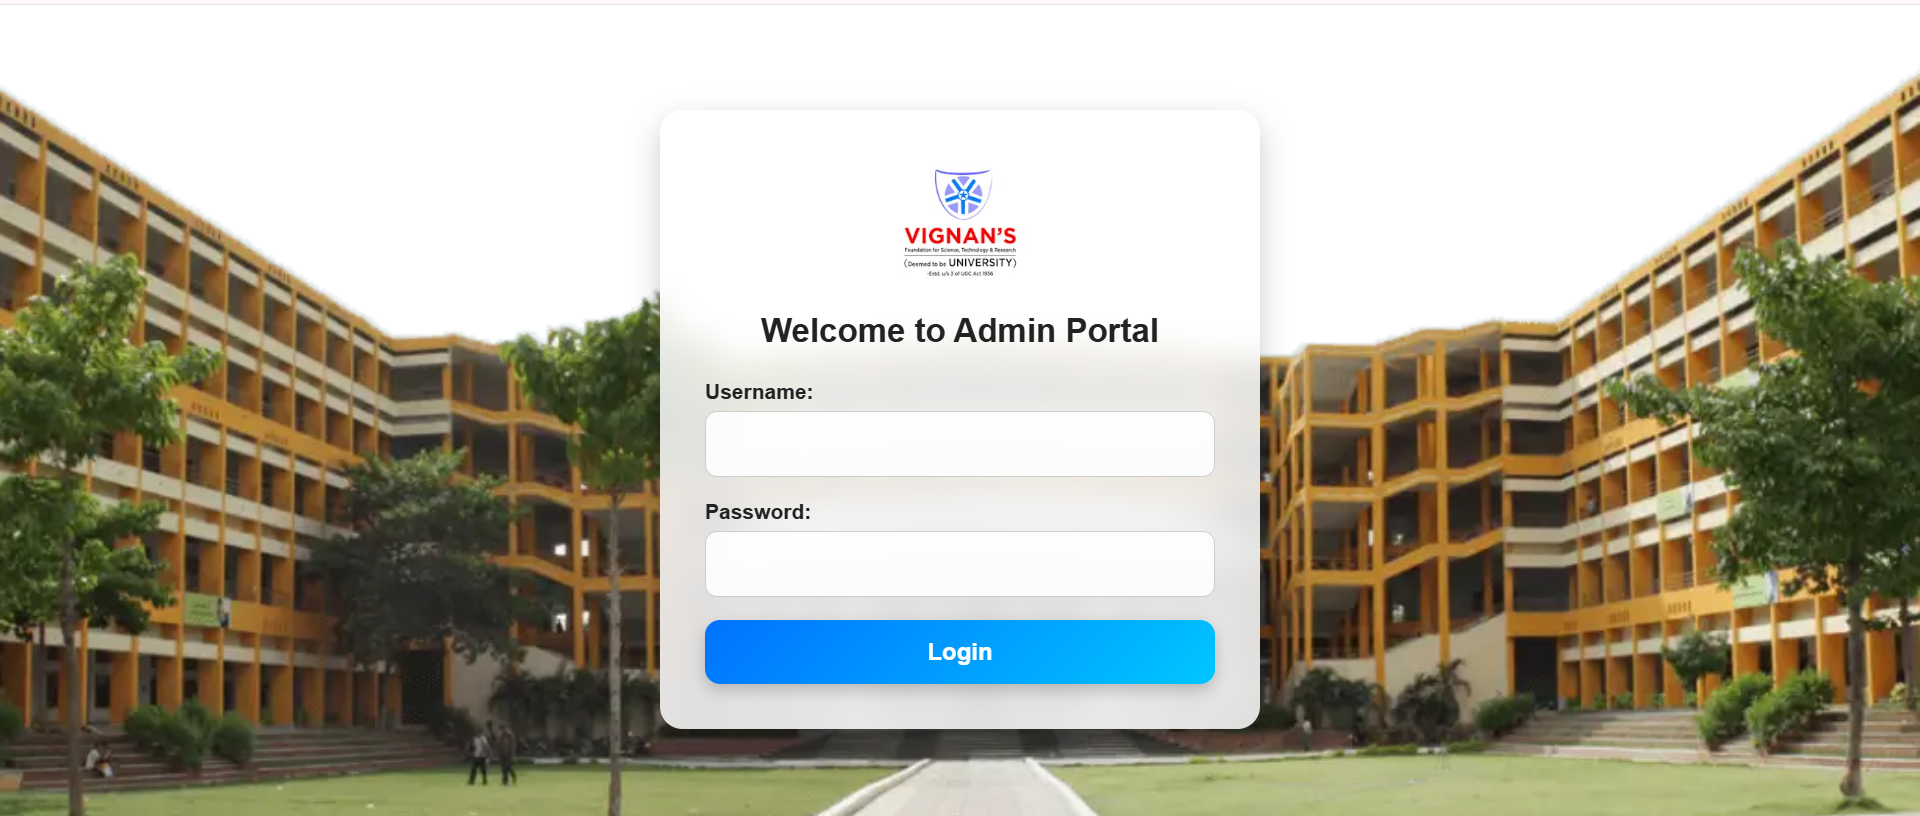 VIGNAN'S
Foundation for Science, Technology & Research
(Deemed to be UNIVERSITY)
-Estd. u/s 3 of UGC Act 1956
Welcome to Admin Portal
Username:
Password:
Login